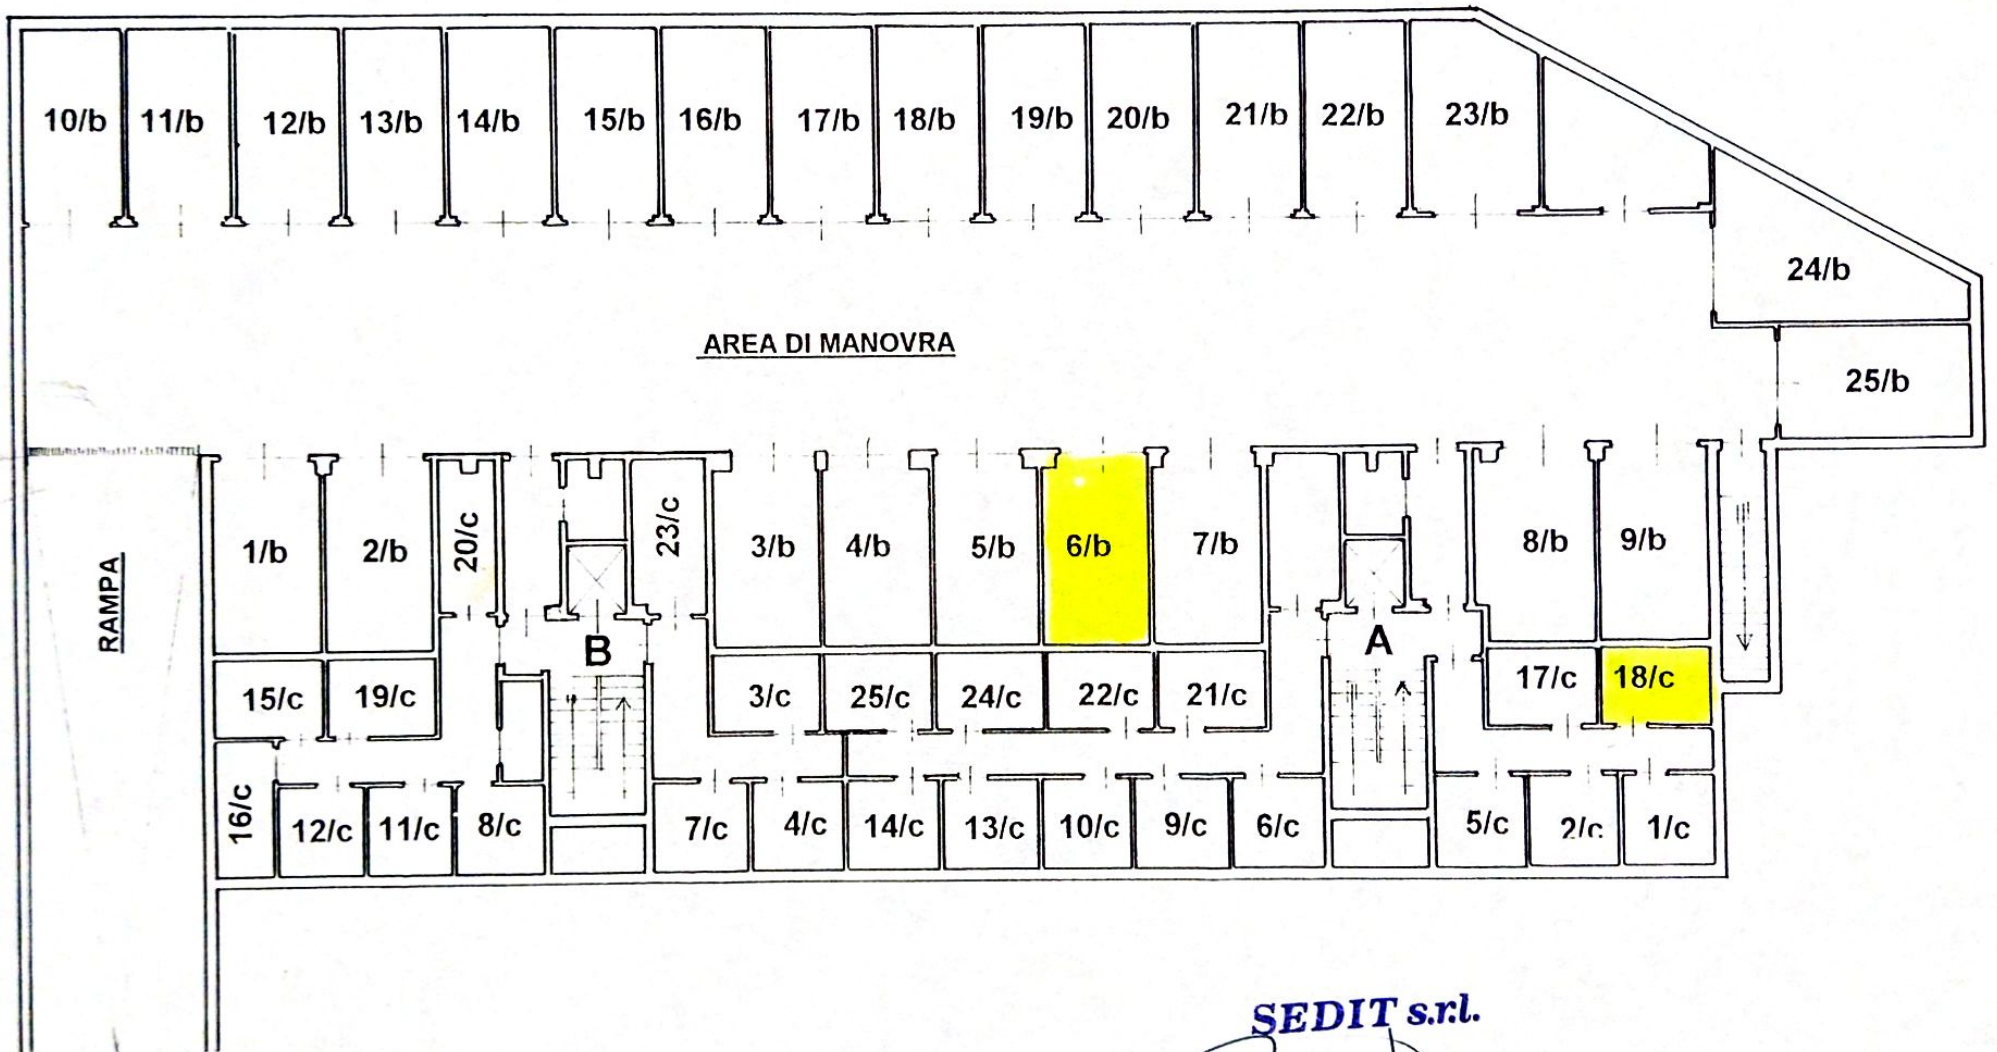 10/b 11/b 12/b 13/b 14/b 15/b 16/b 17/b 18/b 19/b 20/b 21/b 22/b 23/b
24/b
AREA DI MANOVRA
25/b
RAMPA
1/b 2/b 20/c 23/c 3/b 4/b 5/b 6/b 7/b 8/b 9/b
B A
15/c 19/c 3/c 25/c 24/c 22/c 21/c 17/c 18/c
16/c 12/c 11/c 8/c 7/c 4/c 14/c 13/c 10/c 9/c 6/c 5/c 2/c 1/c
SEDIT s.r.l.